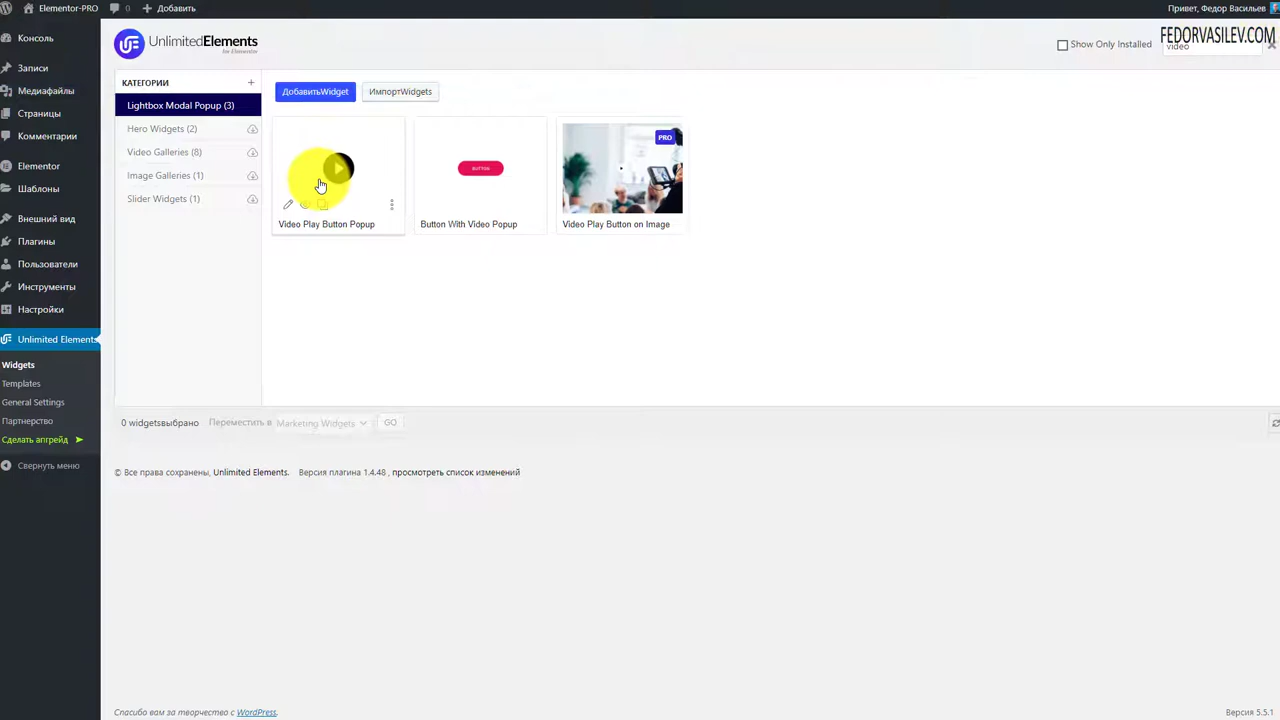 Elementor-PRO
0
Добавить
Привет, Федор Васильев
FEDORVASILEV.COM
Консоль
Записи
Медиафайлы
Страницы
Комментарии
Elementor
Шаблоны
Внешний вид
Плагины
Пользователи
Инструменты
Настройки
Unlimited Elements
Widgets
Templates
General Settings
Партнерство
Сделать апгрейд
Свернуть меню
UnlimitedElements
for Elementor
Show Only Installed
video
КАТЕГОРИИ
+
Lightbox Modal Popup (3)
Hero Widgets (2)
Video Galleries (8)
Image Galleries (1)
Slider Widgets (1)
ДобавитьWidget
ИмпортWidgets
Video Play Button Popup
BUTTON
Button With Video Popup
PRO
Video Play Button on Image
0 widgetsвыбрано
Переместить в
Marketing Widgets
GO
© Все права сохранены, Unlimited Elements. Версия плагина 1.4.48 , просмотреть список изменений
Спасибо вам за творчество с WordPress.
Версия 5.5.1